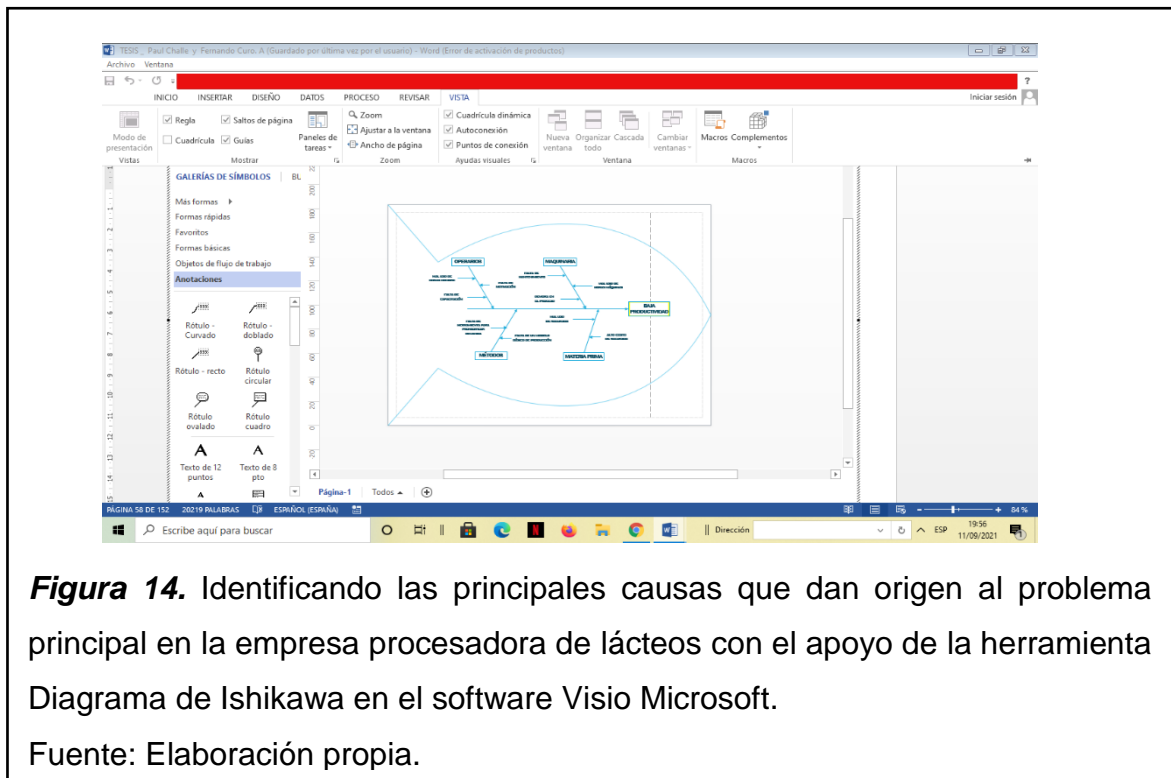 TESIS _ Paul Challe y Fernando Curo. A (Guardado por última vez por el usuario) - Word (Error de activación de productos)
Archivo Ventana
?
INICIO INSERTAR DISEÑO DATOS PROCESO REVISAR VISTA Iniciar sesión
Modo de presentación
Vistas
Regla Saltos de página
Cuadrícula Guías
Paneles de tareas
Mostrar
Zoom
Ajustar a la ventana
Ancho de página
Zoom
Cuadrícula dinámica
Autoconexión
Puntos de conexión
Ayudas visuales
Nueva ventana
Organizar todo
Cascada
Cambiar ventanas
Ventana
Macros Complementos
Macros
GALERÍAS DE SÍMBOLOS
Más formas
Formas rápidas
Favoritos
Formas básicas
Objetos de flujo de trabajo
Anotaciones
Rótulo - Curvado
Rótulo - doblado
Rótulo - recto
Rótulo circular
Rótulo ovalado
Rótulo cuadro
Texto de 12 puntos
Texto de 8 pto
OPERARIOS
MAQUINARIA
BAJA
PRODUCTIVIDAD
MÉTODOS
MATERIA PRIMA
Página-1 Todos
PÁGINA 58 DE 152 20219 PALABRAS ESPAÑOL (ESPAÑA) 84 %
Escribe aquí para buscar
Dirección
ESP
19:56
11/09/2021
Figura 14. Identificando las principales causas que dan origen al problema
principal en la empresa procesadora de lácteos con el apoyo de la herramienta
Diagrama de Ishikawa en el software Visio Microsoft.
Fuente: Elaboración propia.